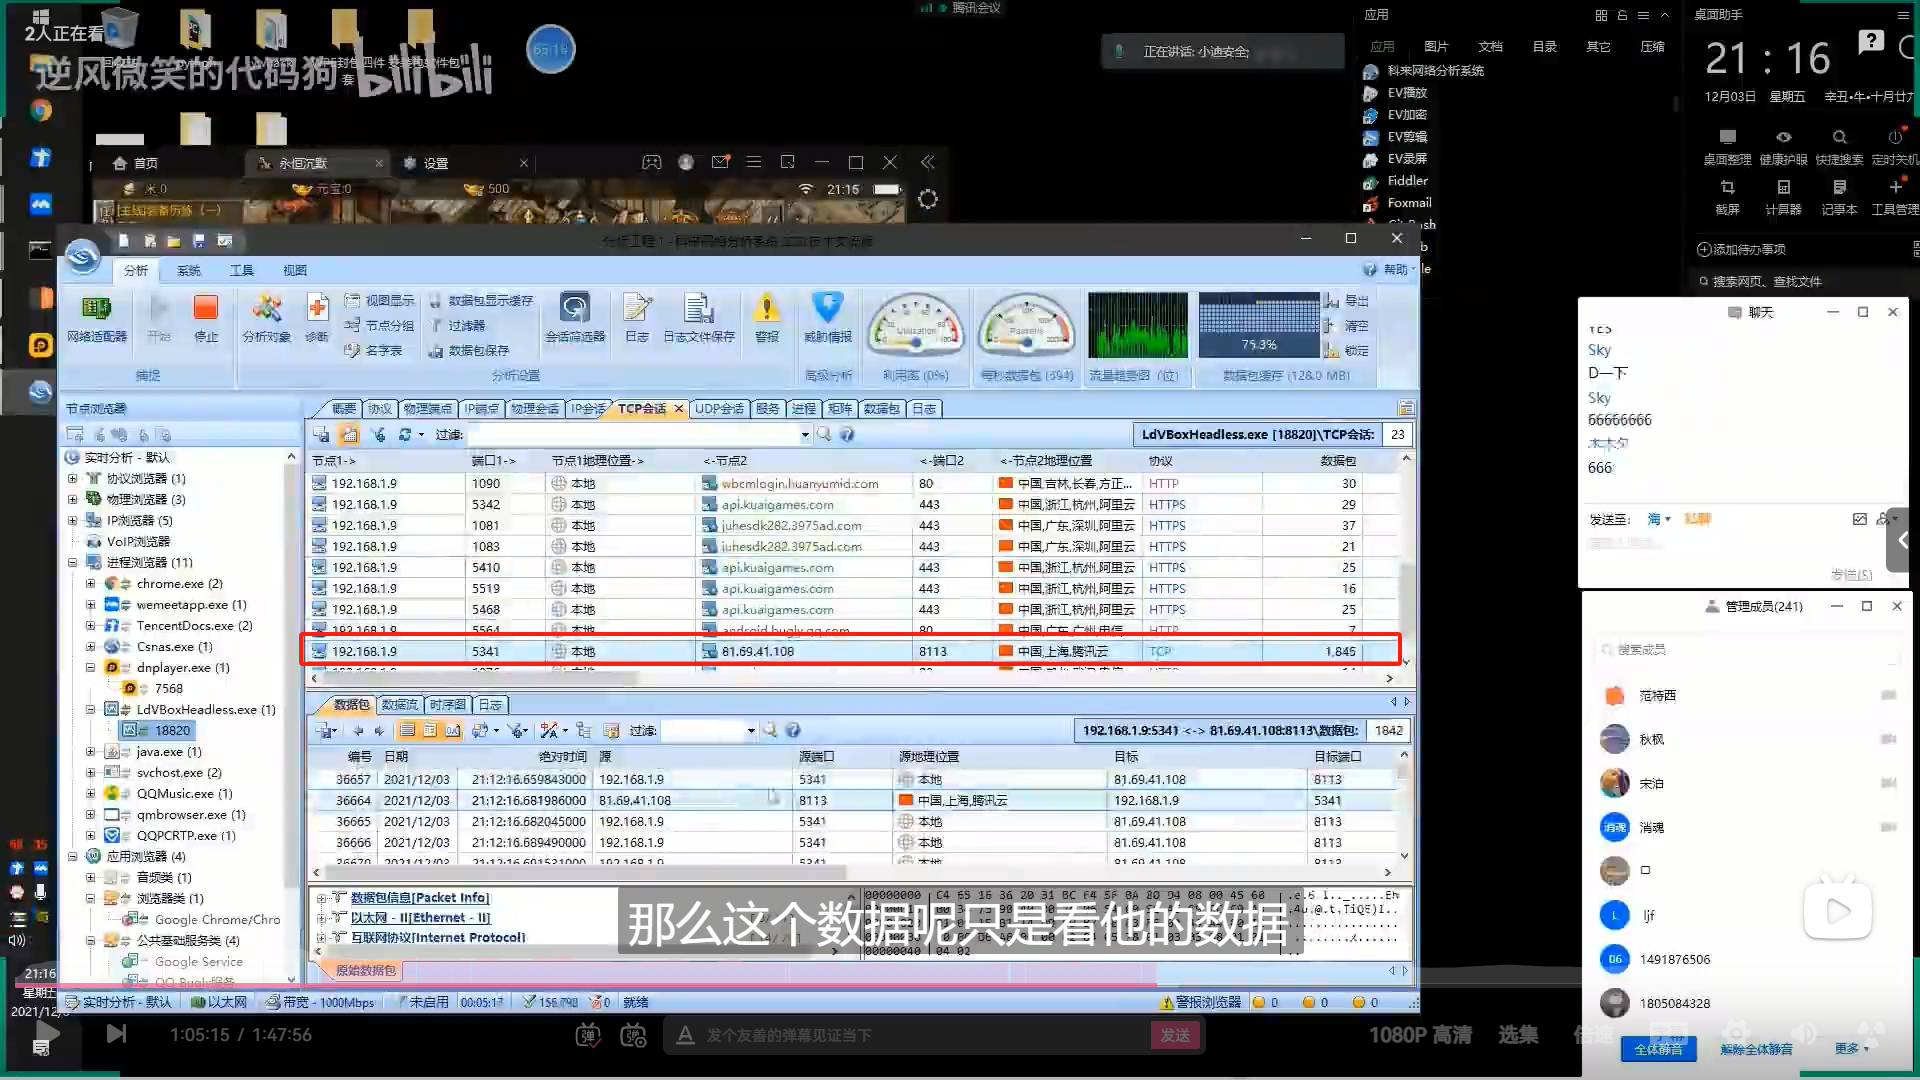 2人正在看
逆风微笑的代码狗 bilibili
腾讯会议
正在讲话: 小迪安全;
应用
应用 图片 文档 目录 其它 压缩
科来网络分析系统
EV播放
EV加密
EV剪辑
EV录屏
Fiddler
Foxmail
桌面助手
21 : 16
12月03日 星期五 辛丑•牛•十月廿九
桌面整理 健康护眼 快捷搜索 定时关机
截屏 计算器 记事本 工具管理
添加待办事项
搜索网页、查找文件
首页 永恒沉默 设置
元宝:0 500 21:15
分析 系统 工具 视图 帮助
网络适配器 开始 停止 分析对象 诊断 视图显示 节点分组 名字表 数据包显示缓存 过滤器 数据包保存 会话筛选器 日志 日志文件保存 警报 威胁情报 75.3% 导出 清空 锁定
捕捉 分析设置 高级分析 利用率 (0%) 每秒数据包 (394) 流量趋势图 (位) 数据包缓存 (128.0 MB)
节点浏览器
实时分析 - 默认
协议浏览器 (1)
物理浏览器 (3)
IP浏览器 (5)
VoIP浏览器
进程浏览器 (11)
chrome.exe (2)
wemeetapp.exe (1)
TencentDocs.exe (2)
Csnas.exe (1)
dnplayer.exe (1)
7568
LdVBoxHeadless.exe (1)
18820
java.exe (1)
svchost.exe (2)
QQMusic.exe (1)
qmbrowser.exe (1)
QQPCRTP.exe (1)
应用浏览器 (4)
音频类 (1)
浏览器类 (1)
Google Chrome/Chro
公共基础服务类 (4)
Google Service
QQ Bugly服务
概要 协议 物理端点 IP端点 物理会话 IP会话 TCP会话 UDP会话 服务 进程 矩阵 数据包 日志
过滤: LdVBoxHeadless.exe [18820]\TCP会话: 23
节点1-> 端口1-> 节点1地理位置-> <-节点2 <-端口2 <-节点2地理位置 协议 数据包
192.168.1.9 1090 本地 wbcmlogin.huanyumid.com 80 中国,吉林,长春,方正... HTTP 30
192.168.1.9 5342 本地 api.kuaigames.com 443 中国,浙江,杭州,阿里云 HTTPS 29
192.168.1.9 1081 本地 juhesdk282.3975ad.com 443 中国,广东,深圳,阿里云 HTTPS 37
192.168.1.9 1083 本地 juhesdk282.3975ad.com 443 中国,广东,深圳,阿里云 HTTPS 21
192.168.1.9 5410 本地 api.kuaigames.com 443 中国,浙江,杭州,阿里云 HTTPS 25
192.168.1.9 5519 本地 api.kuaigames.com 443 中国,浙江,杭州,阿里云 HTTPS 16
192.168.1.9 5468 本地 api.kuaigames.com 443 中国,浙江,杭州,阿里云 HTTPS 25
192.168.1.9 5564 本地 android.bugly.qq.com 80 中国,广东,广州,电信 HTTP 7
192.168.1.9 5341 本地 81.69.41.108 8113 中国,上海,腾讯云 TCP 1,845
数据包 数据流 时序图 日志
过滤: 192.168.1.9:5341 <-> 81.69.41.108:8113\数据包: 1842
编号 日期 绝对时间 源 源端口 源地理位置 目标 目标端口
36657 2021/12/03 21:12:16.659843000 192.168.1.9 5341 本地 81.69.41.108 8113
36664 2021/12/03 21:12:16.681986000 81.69.41.108 8113 中国,上海,腾讯云 192.168.1.9 5341
36665 2021/12/03 21:12:16.682045000 192.168.1.9 5341 本地 81.69.41.108 8113
36666 2021/12/03 21:12:16.689490000 192.168.1.9 5341 本地 81.69.41.108 8113
数据包信息[Packet Info]
以太网 - II[Ethernet - II]
互联网协议[Internet Protocol]
那么这个数据呢只是看他的数据
原始数据包
实时分析 - 默认 以太网 带宽 - 1000Mbps 未启用 00:05:17 0 就绪 警报浏览器 0 0 0
聊天
YES
Sky
D一下
Sky
66666666
木木夕
666
发送至: 海 私聊
发送(S)
管理成员(241)
搜索成员
范特西
秋枫
宋泊
消魂 消魂
口
L ljf
06 1491876506
1805084328
全体静音 解除全体静音 更多
21:16
星期五
1:05:15 / 1:47:56
发个友善的弹幕见证当下 发送
1080P 高清 选集 倍速